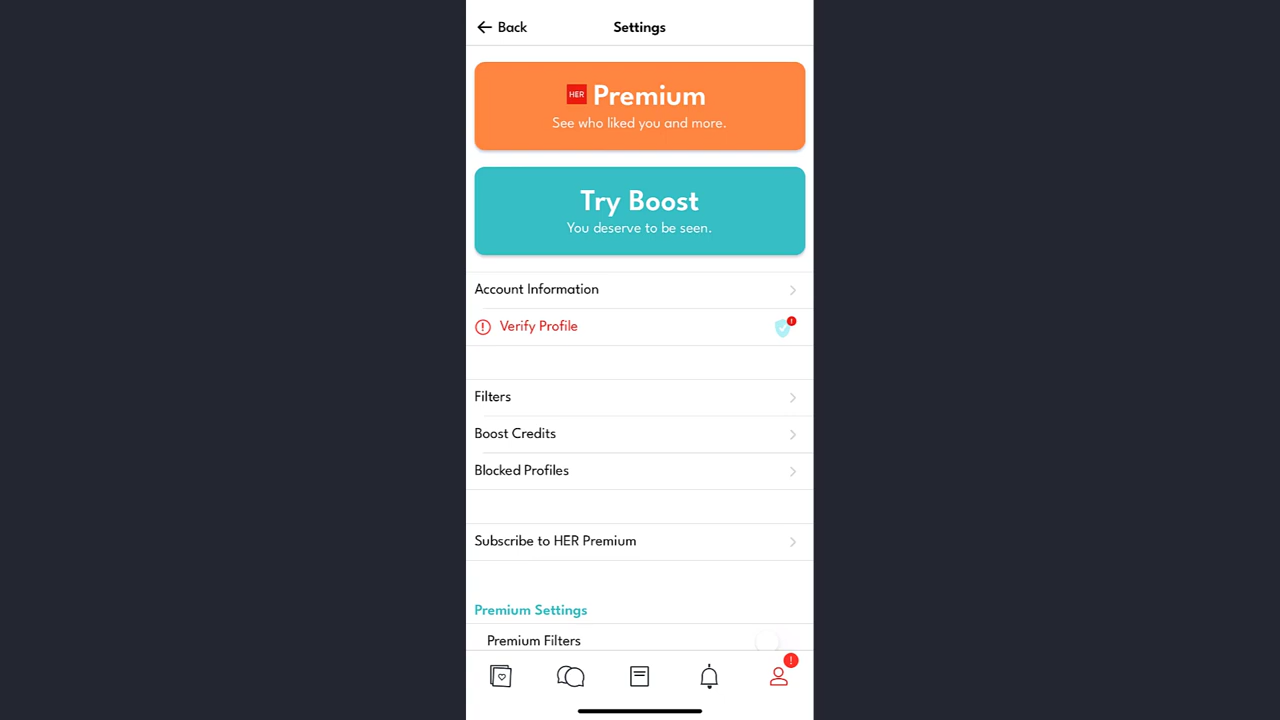 Back
Settings
HER Premium
See who liked you and more.
Try Boost
You deserve to be seen.
Account Information
! Verify Profile
!
Filters
Boost Credits
Blocked Profiles
Subscribe to HER Premium
Premium Settings
Premium Filters
!